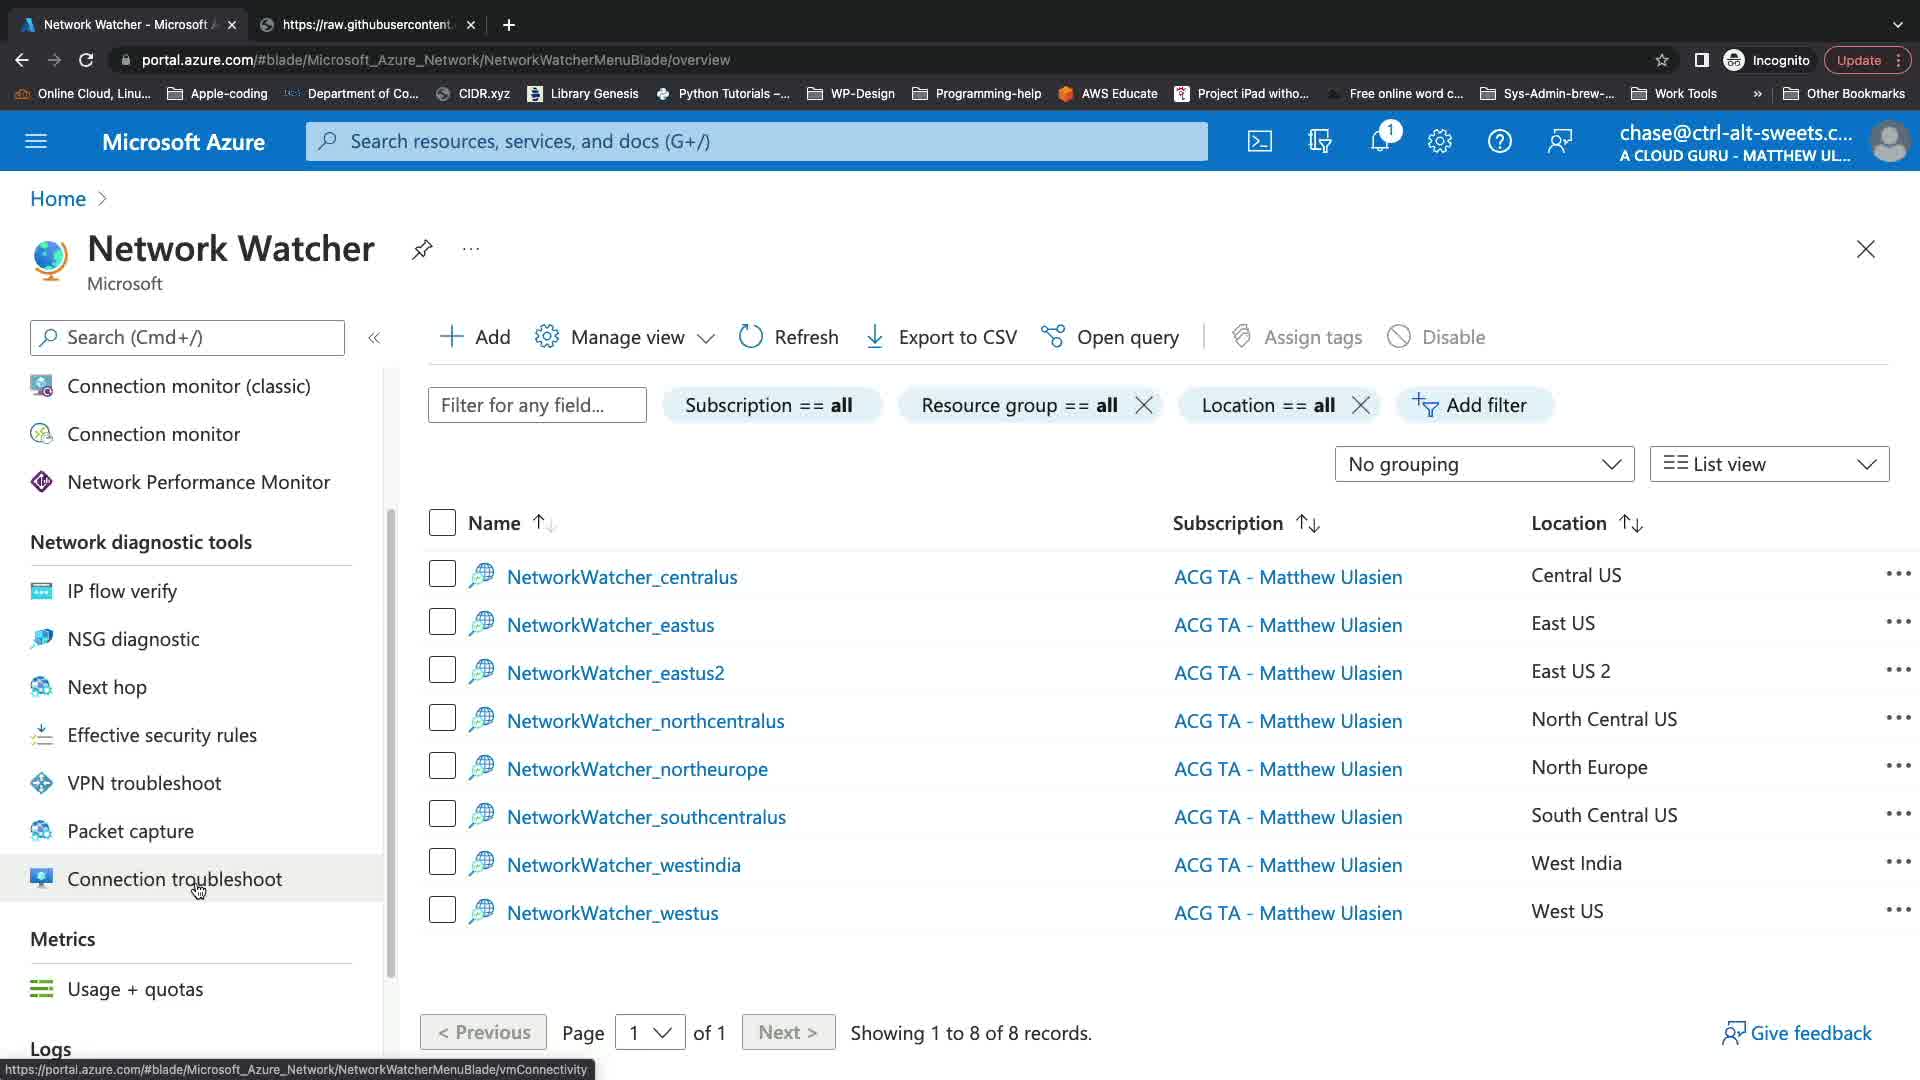 Network Watcher - Microsoft A
https://raw.githubusercontent.
portal.azure.com/#blade/Microsoft_Azure_Network/NetworkWatcherMenuBlade/overview
Incognito
Update
Online Cloud, Linu...
Apple-coding
Department of Co...
CIDR.xyz
Library Genesis
Python Tutorials –...
WP-Design
Programming-help
AWS Educate
Project iPad witho...
Free online word c...
Sys-Admin-brew-...
Work Tools
»
Other Bookmarks
Microsoft Azure
Search resources, services, and docs (G+/)
1
chase@ctrl-alt-sweets.c...
A CLOUD GURU - MATTHEW UL...
Home >
Network Watcher
...
Microsoft
Search (Cmd+/)
«
Connection monitor (classic)
Connection monitor
Network Performance Monitor
Network diagnostic tools
IP flow verify
NSG diagnostic
Next hop
Effective security rules
VPN troubleshoot
Packet capture
Connection troubleshoot
Metrics
Usage + quotas
Logs
Add
Manage view
Refresh
Export to CSV
Open query
Assign tags
Disable
Filter for any field...
Subscription == all
Resource group == all
Location == all
Add filter
No grouping
List view
Name
Subscription
Location
NetworkWatcher_centralus
ACG TA - Matthew Ulasien
Central US
NetworkWatcher_eastus
ACG TA - Matthew Ulasien
East US
NetworkWatcher_eastus2
ACG TA - Matthew Ulasien
East US 2
NetworkWatcher_northcentralus
ACG TA - Matthew Ulasien
North Central US
NetworkWatcher_northeurope
ACG TA - Matthew Ulasien
North Europe
NetworkWatcher_southcentralus
ACG TA - Matthew Ulasien
South Central US
NetworkWatcher_westindia
ACG TA - Matthew Ulasien
West India
NetworkWatcher_westus
ACG TA - Matthew Ulasien
West US
< Previous
Page
1
of 1
Next >
Showing 1 to 8 of 8 records.
Give feedback
https://portal.azure.com/#blade/Microsoft_Azure_Network/NetworkWatcherMenuBlade/vmConnectivity